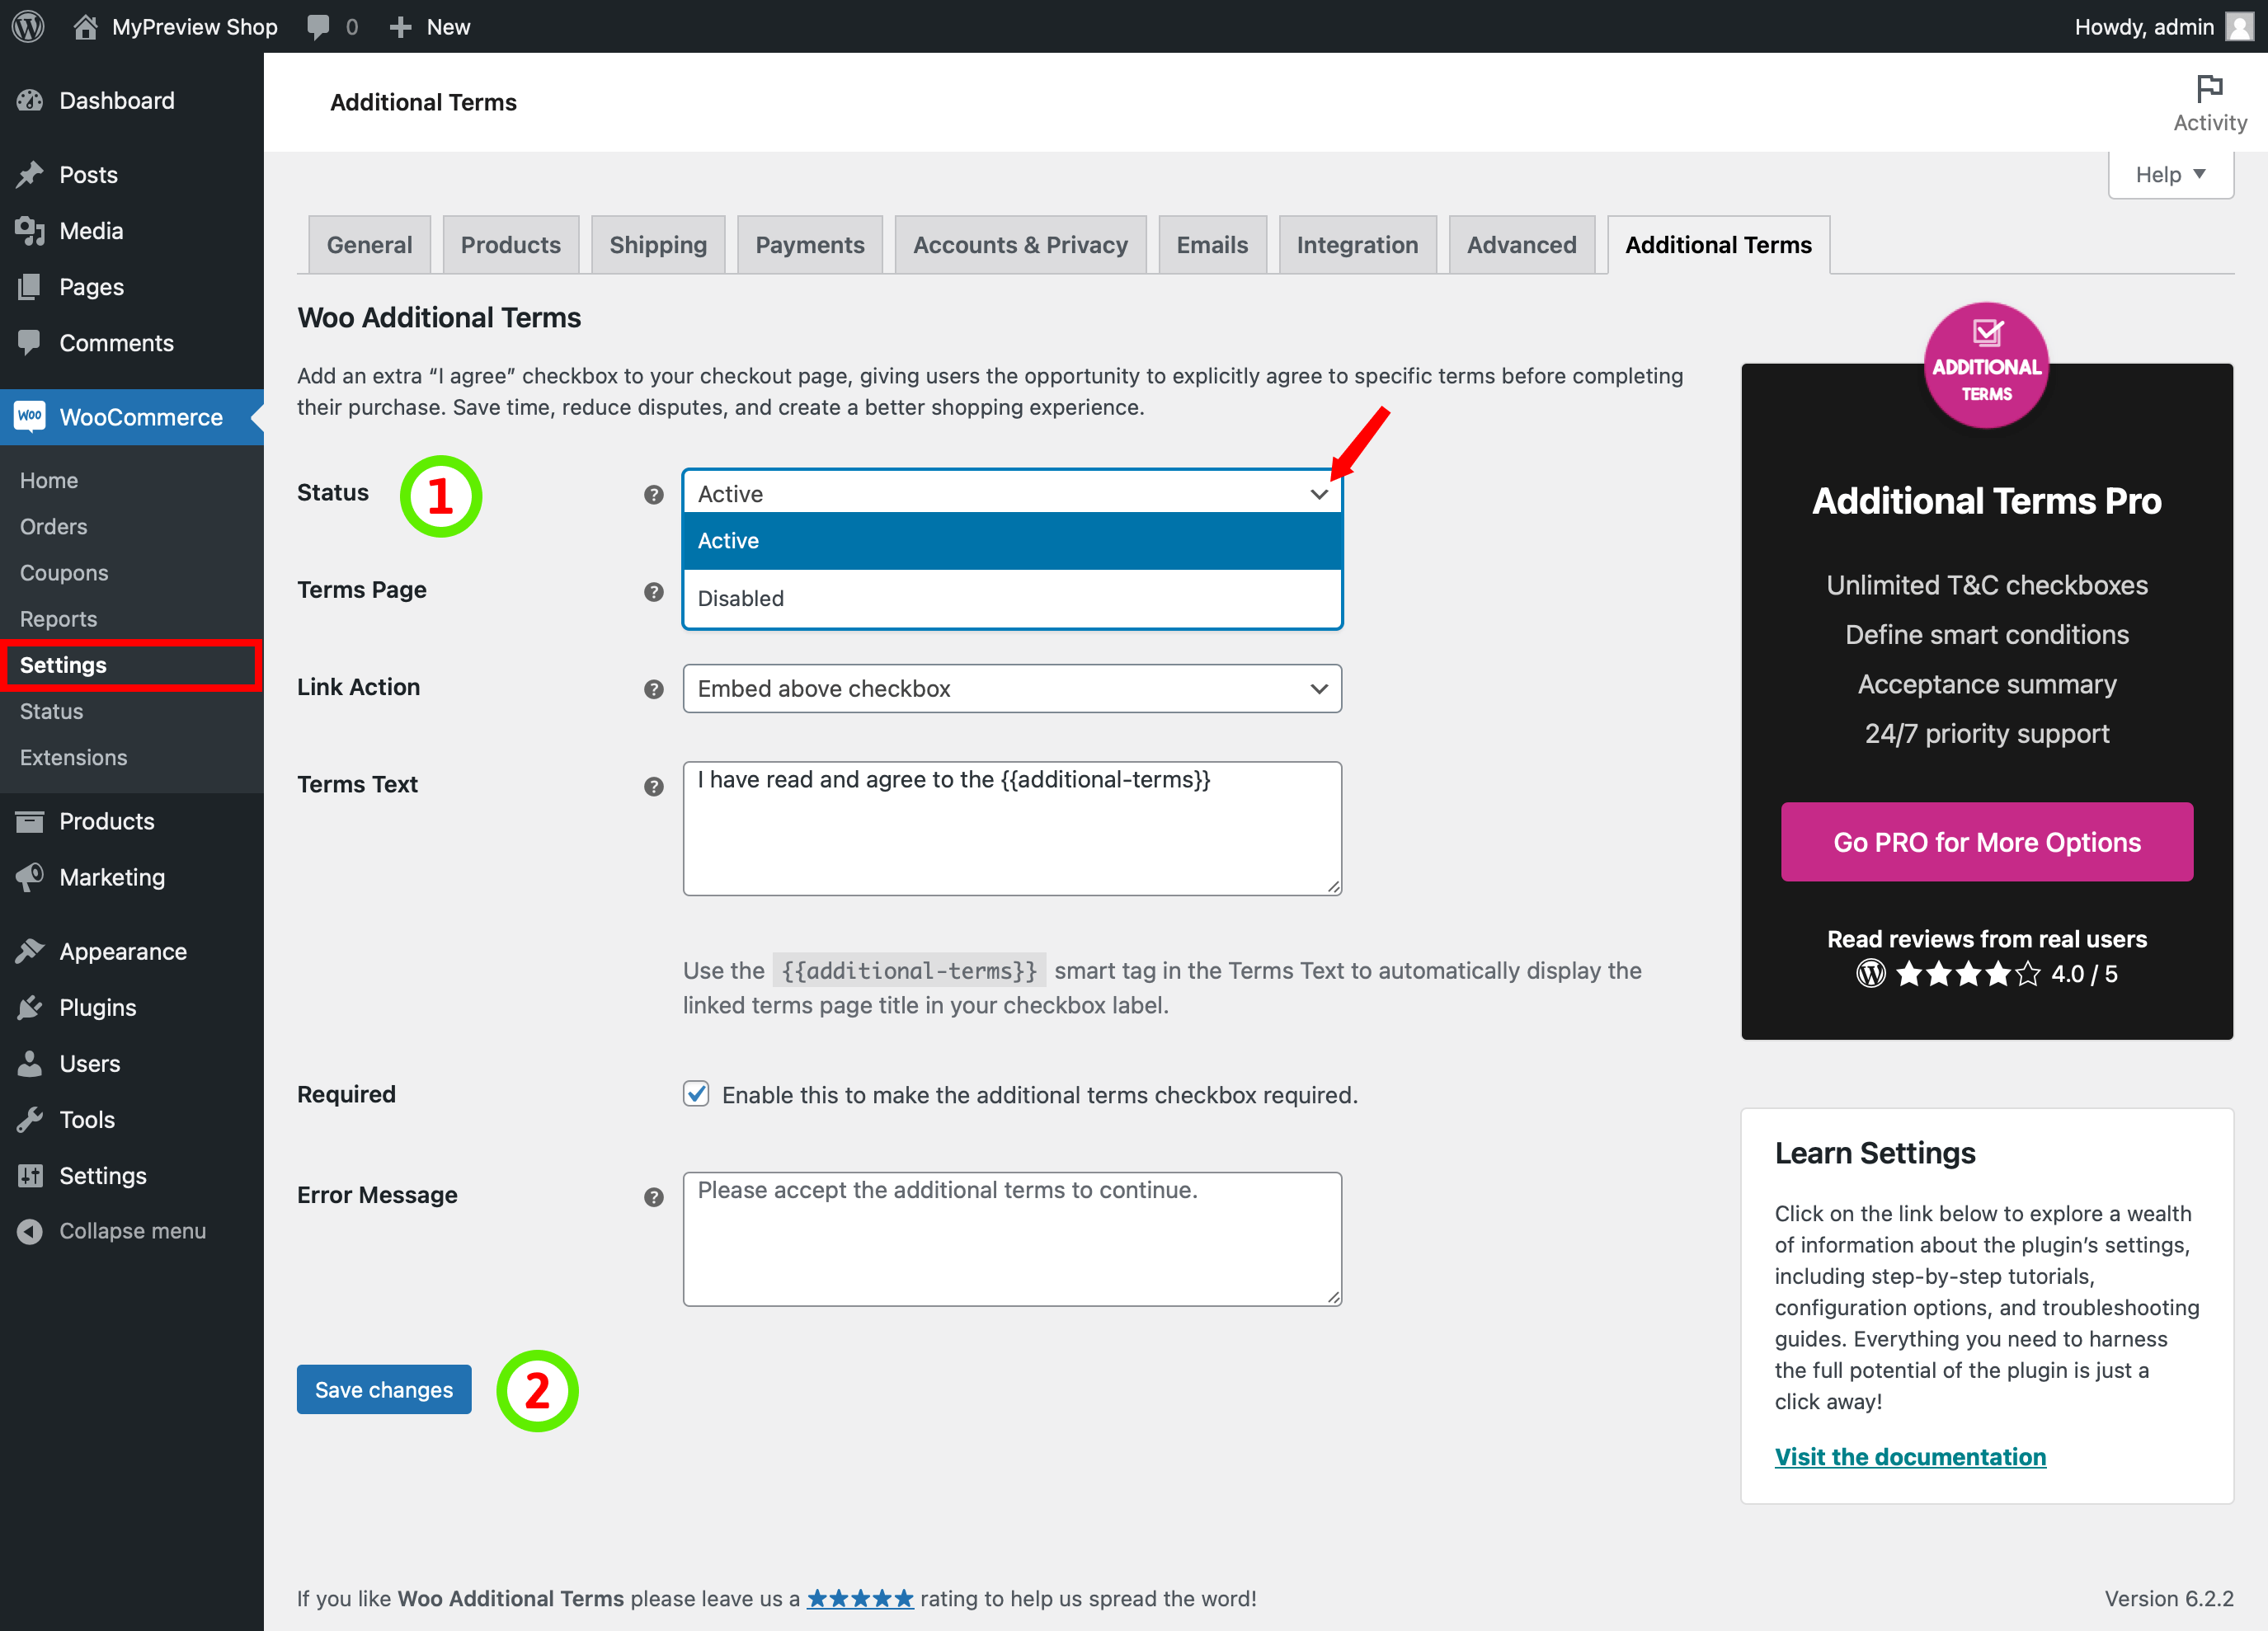 MyPreview Shop
0
New
Howdy, admin
Dashboard
Posts
Media
Pages
Comments
Woo
WooCommerce
Home
Orders
Coupons
Reports
Settings
Status
Extensions
Products
Marketing
Appearance
Plugins
Users
Tools
Settings
Collapse menu
Additional Terms
Activity
Help
General
Products
Shipping
Payments
Accounts & Privacy
Emails
Integration
Advanced
Additional Terms
Woo Additional Terms
Add an extra “I agree” checkbox to your checkout page, giving users the opportunity to explicitly agree to specific terms before completing
their purchase. Save time, reduce disputes, and create a better shopping experience.
Status
1
Active
Active
Disabled
Terms Page
Link Action
Embed above checkbox
Terms Text
I have read and agree to the {{additional-terms}}
Use the {{additional-terms}} smart tag in the Terms Text to automatically display the
linked terms page title in your checkbox label.
Required
Enable this to make the additional terms checkbox required.
Error Message
Please accept the additional terms to continue.
Save changes
2
ADDITIONAL
TERMS
Additional Terms Pro
Unlimited T&C checkboxes
Define smart conditions
Acceptance summary
24/7 priority support
Go PRO for More Options
Read reviews from real users
4.0 / 5
Learn Settings
Click on the link below to explore a wealth
of information about the plugin’s settings,
including step-by-step tutorials,
configuration options, and troubleshooting
guides. Everything you need to harness
the full potential of the plugin is just a
click away!
Visit the documentation
If you like Woo Additional Terms please leave us a ★★★★★ rating to help us spread the word!
Version 6.2.2